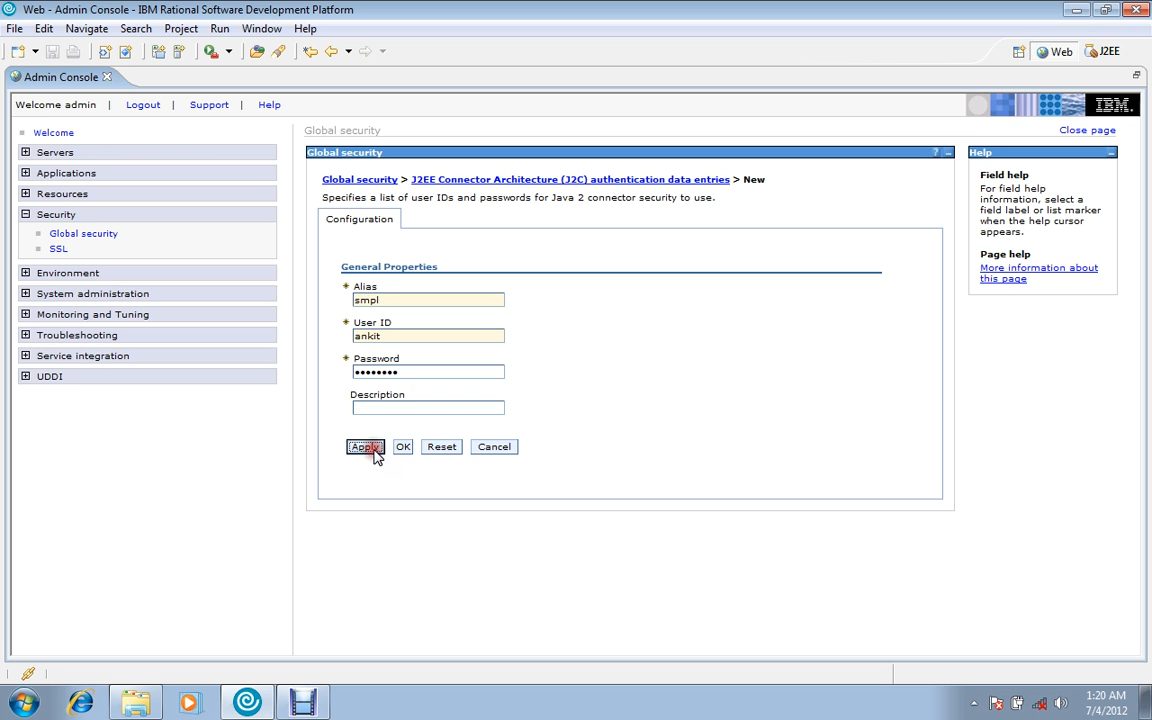 Web - Admin Console - IBM Rational Software Development Platform
File Edit Navigate Search Project Run Window Help
Web J2EE
Admin Console
Welcome admin | Logout | Support | Help
IBM.
Welcome
Servers
Applications
Resources
Security
Global security
SSL
Environment
System administration
Monitoring and Tuning
Troubleshooting
Service integration
UDDI
Global security Close page
Global security ?
Global security > J2EE Connector Architecture (J2C) authentication data entries > New
Specifies a list of user IDs and passwords for Java 2 connector security to use.
Configuration
General Properties
Alias
smpl
User ID
ankit
Password
••••••••
Description
Apply OK Reset Cancel
Help
Field help
For field help
information, select a
field label or list marker
when the help cursor
appears.
Page help
More information about
this page
1:20 AM
7/4/2012